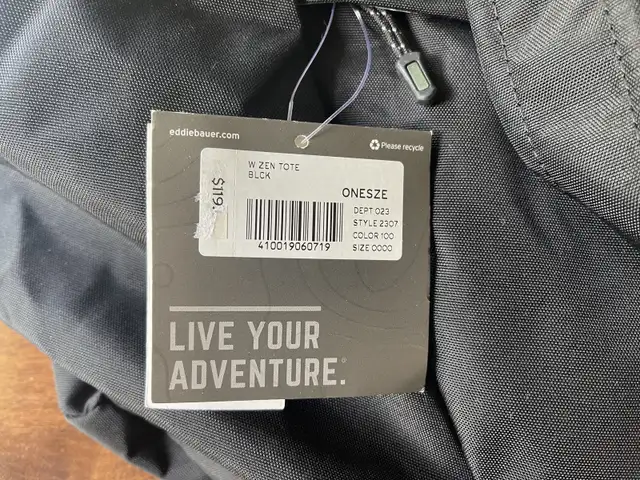 eddiebauer.com
Please recycle
W ZEN TOTE
BLCK
$119.
ONESZE
DEPT 023
STYLE 2307
COLOR 100
SIZE 0000
410019060719
LIVE YOUR
ADVENTURE.